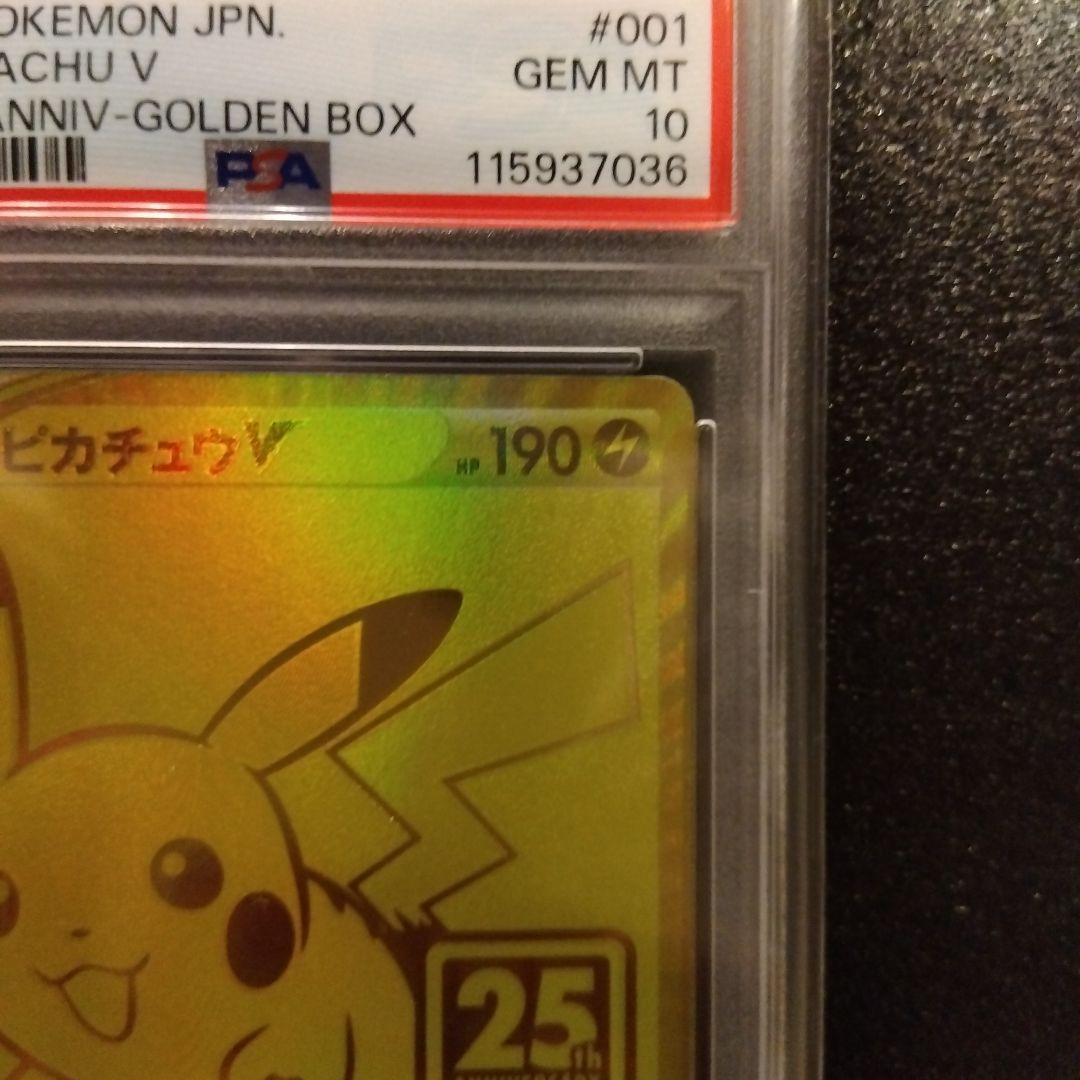 OKEMON JPN. #001
ACHU V GEM MT
ANNIV-GOLDEN BOX 10
PSA 115937036
ピカチュウV HP 190
25th